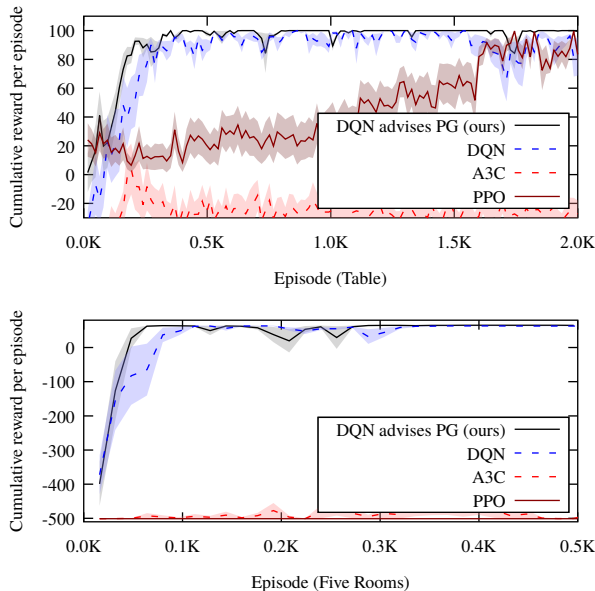 Cumulative reward per episode
100
80
60
40
20
0
-20
DQN advises PG (ours)
DQN
A3C
PPO
0.0K 0.5K 1.0K 1.5K 2.0K
Episode (Table)
Cumulative reward per episode
0
-100
-200
-300
-400
-500
DQN advises PG (ours)
DQN
A3C
PPO
0.0K 0.1K 0.2K 0.3K 0.4K 0.5K
Episode (Five Rooms)